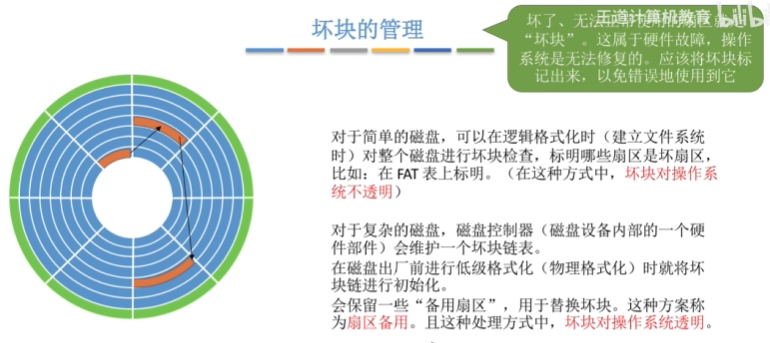 坏块的管理
王道计算机教育
bilibili
坏了、无法正常使用的扇区就是
“坏块”。这属于硬件故障，操作
系统是无法修复的。应该将坏块标
记出来，以免错误地使用到它
对于简单的磁盘，可以在逻辑格式化时（建立文件系统
时）对整个磁盘进行坏块检查，标明哪些扇区是坏扇区，
比如：在 FAT 表上标明。（在这种方式中，坏块对操作系
统不透明）
对于复杂的磁盘，磁盘控制器（磁盘设备内部的一个硬
件部件）会维护一个坏块链表。
在磁盘出厂前进行低级格式化（物理格式化）时就将坏
块链进行初始化。
会保留一些“备用扇区”，用于替换坏块。这种方案称
为扇区备用。且这种处理方式中，坏块对操作系统透明。